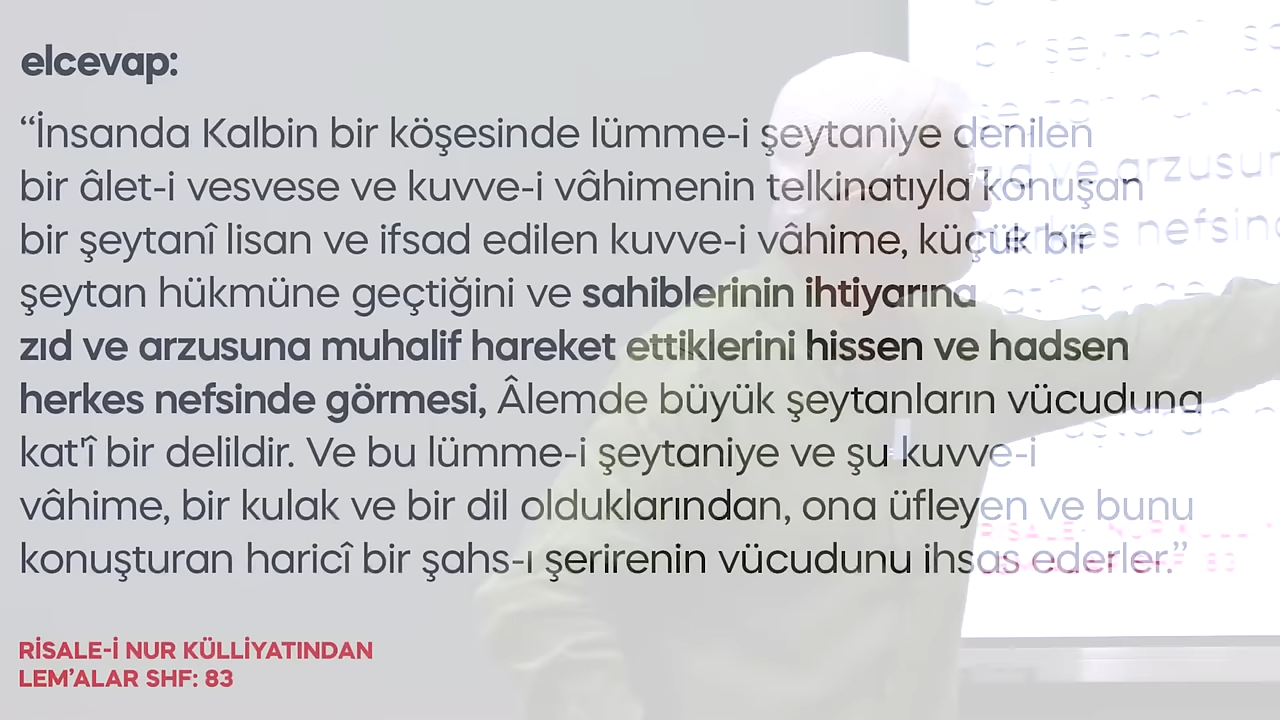 elcevap:
“İnsanda Kalbin bir köşesinde lümme-i şeytaniye denilen
bir âlet-i vesvese ve kuvve-i vâhimenin telkinatıyla konuşan
bir şeytanî lisan ve ifsad edilen kuvve-i vâhime, küçük bir
şeytan hükmüne geçtiğini ve sahiblerinin ihtiyarına
zıd ve arzusuna muhalif hareket ettiklerini hissen ve hadsen
herkes nefsinde görmesi, Âlemde büyük şeytanların vücuduna
kat'î bir delildir. Ve bu lümme-i şeytaniye ve şu kuvve-i
vâhime, bir kulak ve bir dil olduklarından, ona üfleyen ve bunu
konuşturan haricî bir şahs-ı şerirenin vücudunu ihsas ederler.”
RİSALE-İ NUR KÜLLİYATINDAN
LEM’ALAR SHF: 83